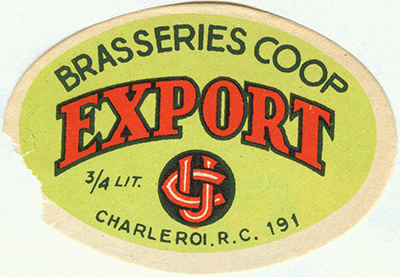 BRASSERIES COOP
EXPORT
3/4 LIT.
CHARLEROI.R.C. 191